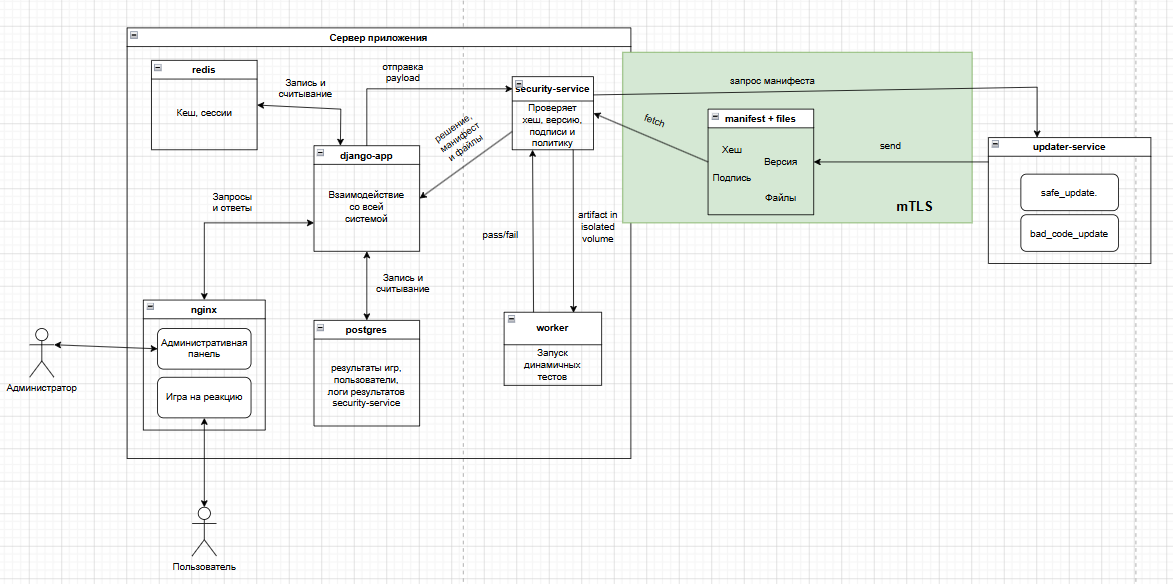 Сервер приложения
redis
Кеш, сессии
Запись и
считывание
отправка
payload
security-service
Проверяет
хеш, версию,
подписи и
политику
решение,
манифест
и файлы
django-app
Взаимодействие
со всей
системой
Запросы
и ответы
запрос манифеста
fetch
manifest + files
Хеш
Версия
Подпись
Файлы
mTLS
send
updater-service
safe_update.
bad_code_update
pass/fail
artifact in
isolated
volume
Запись и
считывание
nginx
Административная
панель
Игра на реакцию
postgres
результаты игр,
пользователи,
логи результатов
security-service
worker
Запуск
динамичных
тестов
Администратор
Пользователь